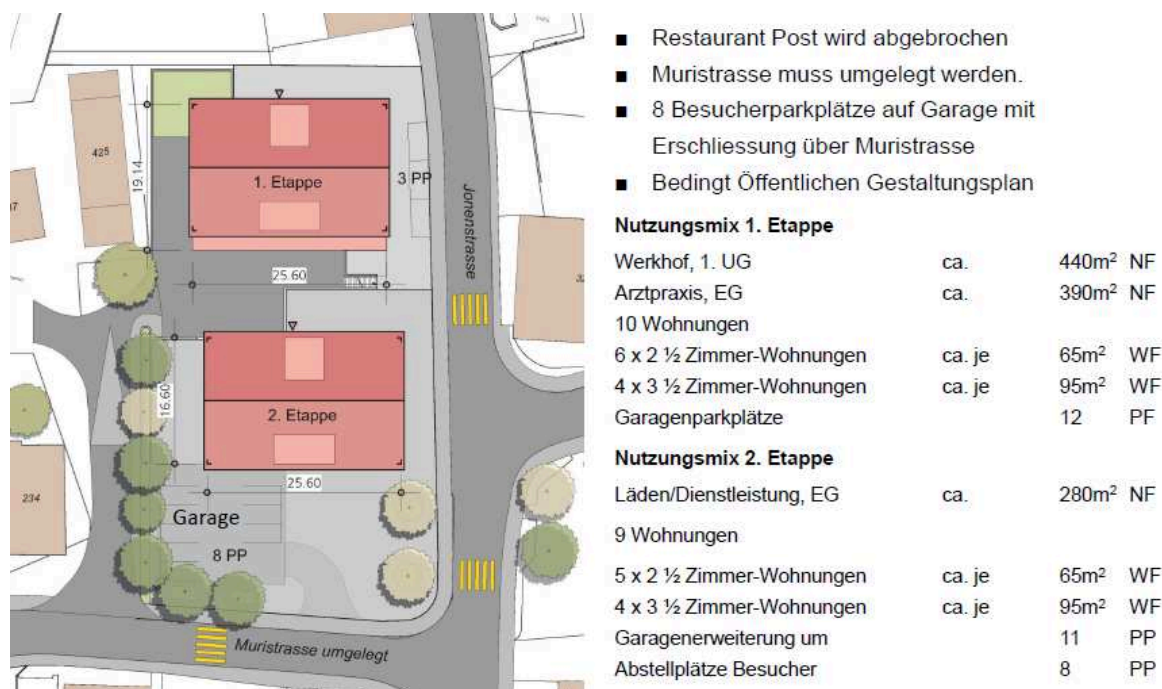 425
19.14
1. Etappe
3 PP
25.60
Jonenstrasse
16.60
2. Etappe
25.60
234
Garage
8 PP
Muristrasse umgelegt
■ Restaurant Post wird abgebrochen
■ Muristrasse muss umgelegt werden.
■ 8 Besucherparkplätze auf Garage mit
Erschliessung über Muristrasse
■ Bedingt Öffentlichen Gestaltungsplan
Nutzungsmix 1. Etappe
Werkhof, 1. UG ca. 440m² NF
Arztpraxis, EG ca. 390m² NF
10 Wohnungen
6 x 2 ½ Zimmer-Wohnungen ca. je 65m² WF
4 x 3 ½ Zimmer-Wohnungen ca. je 95m² WF
Garagenparkplätze 12 PF
Nutzungsmix 2. Etappe
Läden/Dienstleistung, EG ca. 280m² NF
9 Wohnungen
5 x 2 ½ Zimmer-Wohnungen ca. je 65m² WF
4 x 3 ½ Zimmer-Wohnungen ca. je 95m² WF
Garagenerweiterung um 11 PP
Abstellplätze Besucher 8 PP